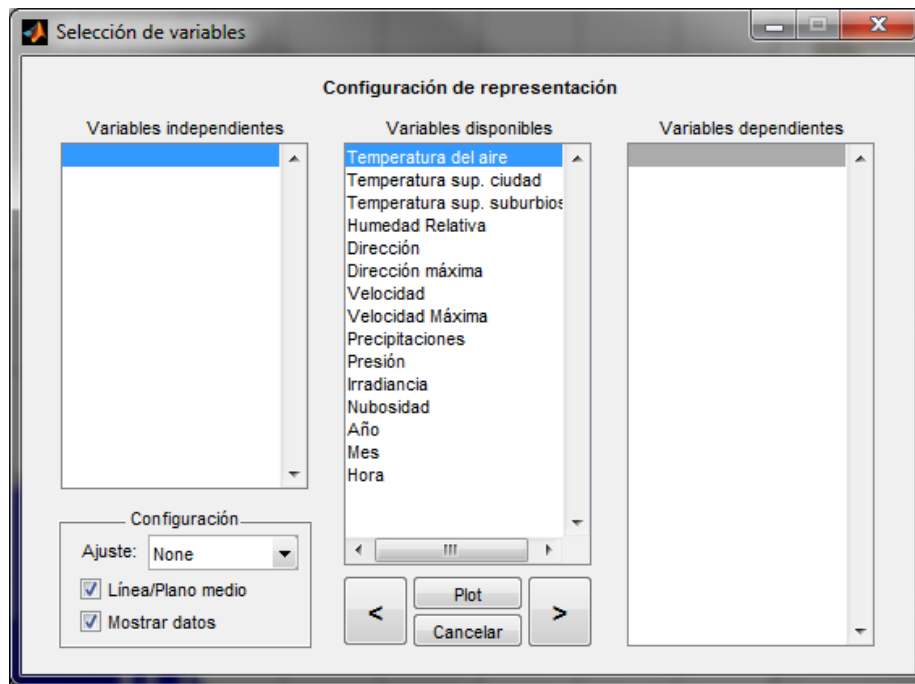 Selección de variables
Configuración de representación
Variables independientes
Variables disponibles
Variables dependientes
Temperatura del aire
Temperatura sup. ciudad
Temperatura sup. suburbios
Humedad Relativa
Dirección
Dirección máxima
Velocidad
Velocidad Máxima
Precipitaciones
Presión
Irradiancia
Nubosidad
Año
Mes
Hora
Configuración
Ajuste: None
Línea/Plano medio
Mostrar datos
<
Plot
Cancelar
>